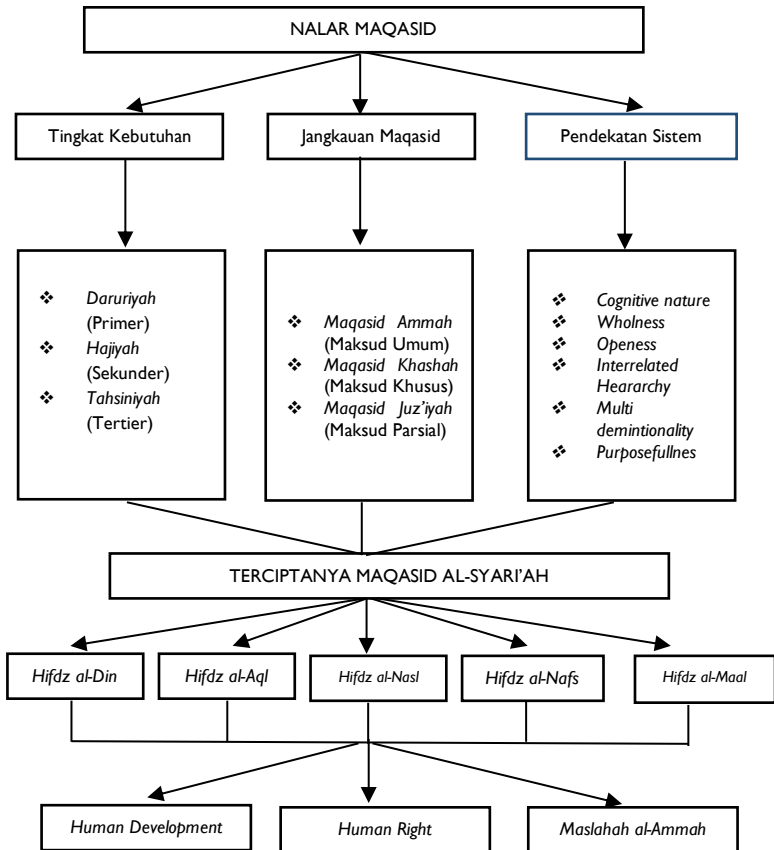 NALAR MAQASID
Tingkat Kebutuhan
Jangkauan Maqasid
Pendekatan Sistem
❖ Daruriyah
(Primer)
❖ Hajiyah
(Sekunder)
❖ Tahsiniyah
(Tertier)
❖ Maqasid Ammah
(Maksud Umum)
❖ Maqasid Khashah
(Maksud Khusus)
❖ Maqasid Juz’iyah
(Maksud Parsial)
❖ Cognitive nature
❖ Wholness
❖ Openess
❖ Interrelated
Heararchy
❖ Multi
demintionality
❖ Purposefullnes
TERCIPTANYA MAQASID AL-SYARI’AH
Hifdz al-Din
Hifdz al-Aql
Hifdz al-Nasl
Hifdz al-Nafs
Hifdz al-Maal
Human Development
Human Right
Maslahah al-Ammah